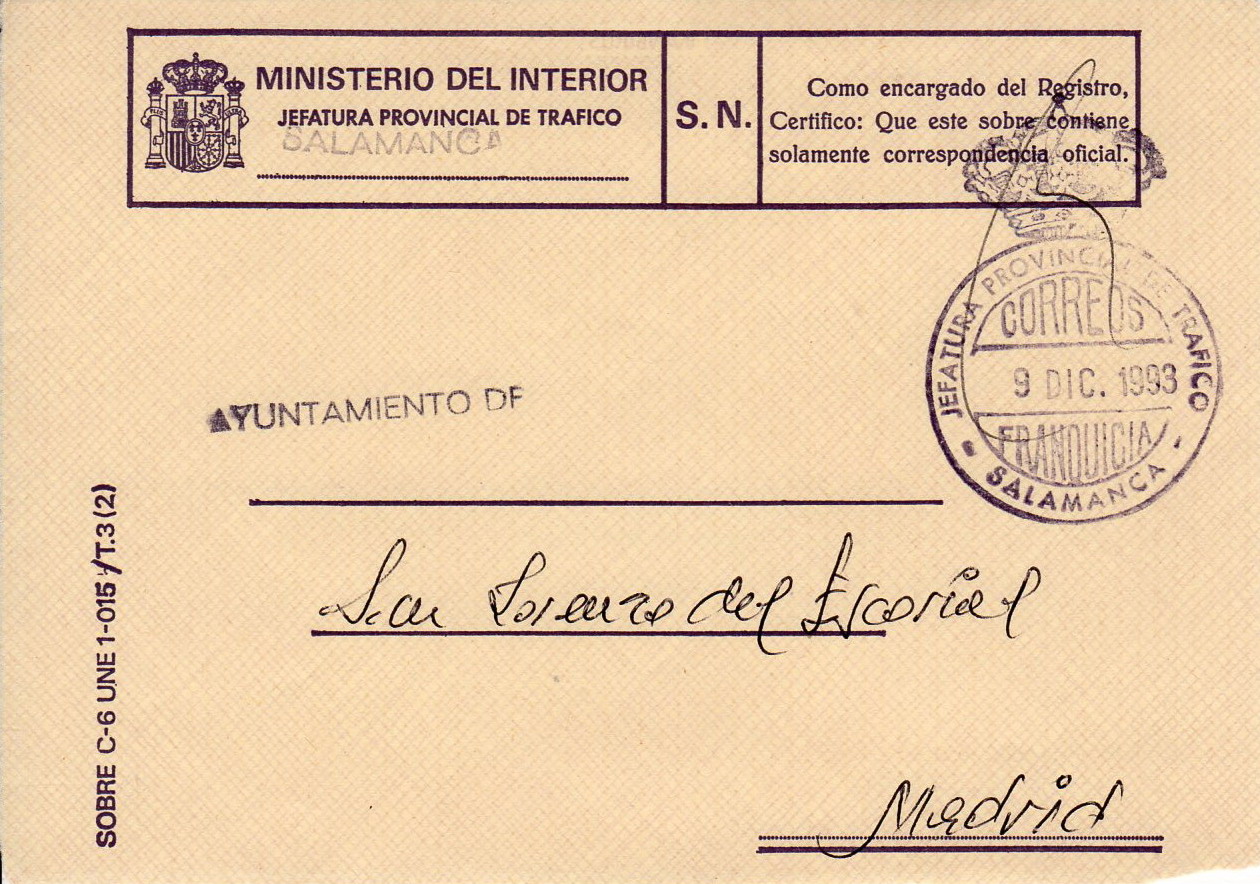 MINISTERIO DEL INTERIOR
JEFATURA PROVINCIAL DE TRAFICO
SALAMANCA
S. N.
Como encargado del Registro,
Certifico: Que este sobre contiene
solamente correspondencia oficial.
JEFATURA PROVINCIAL DE TRAFICO
CORREOS
9 DIC. 1993
FRANQUICIA
- SALAMANCA -
AYUNTAMIENTO DE
San Lorenzo del Escorial
Madrid
SOBRE C-6 UNE 1-015/T.3 (2)